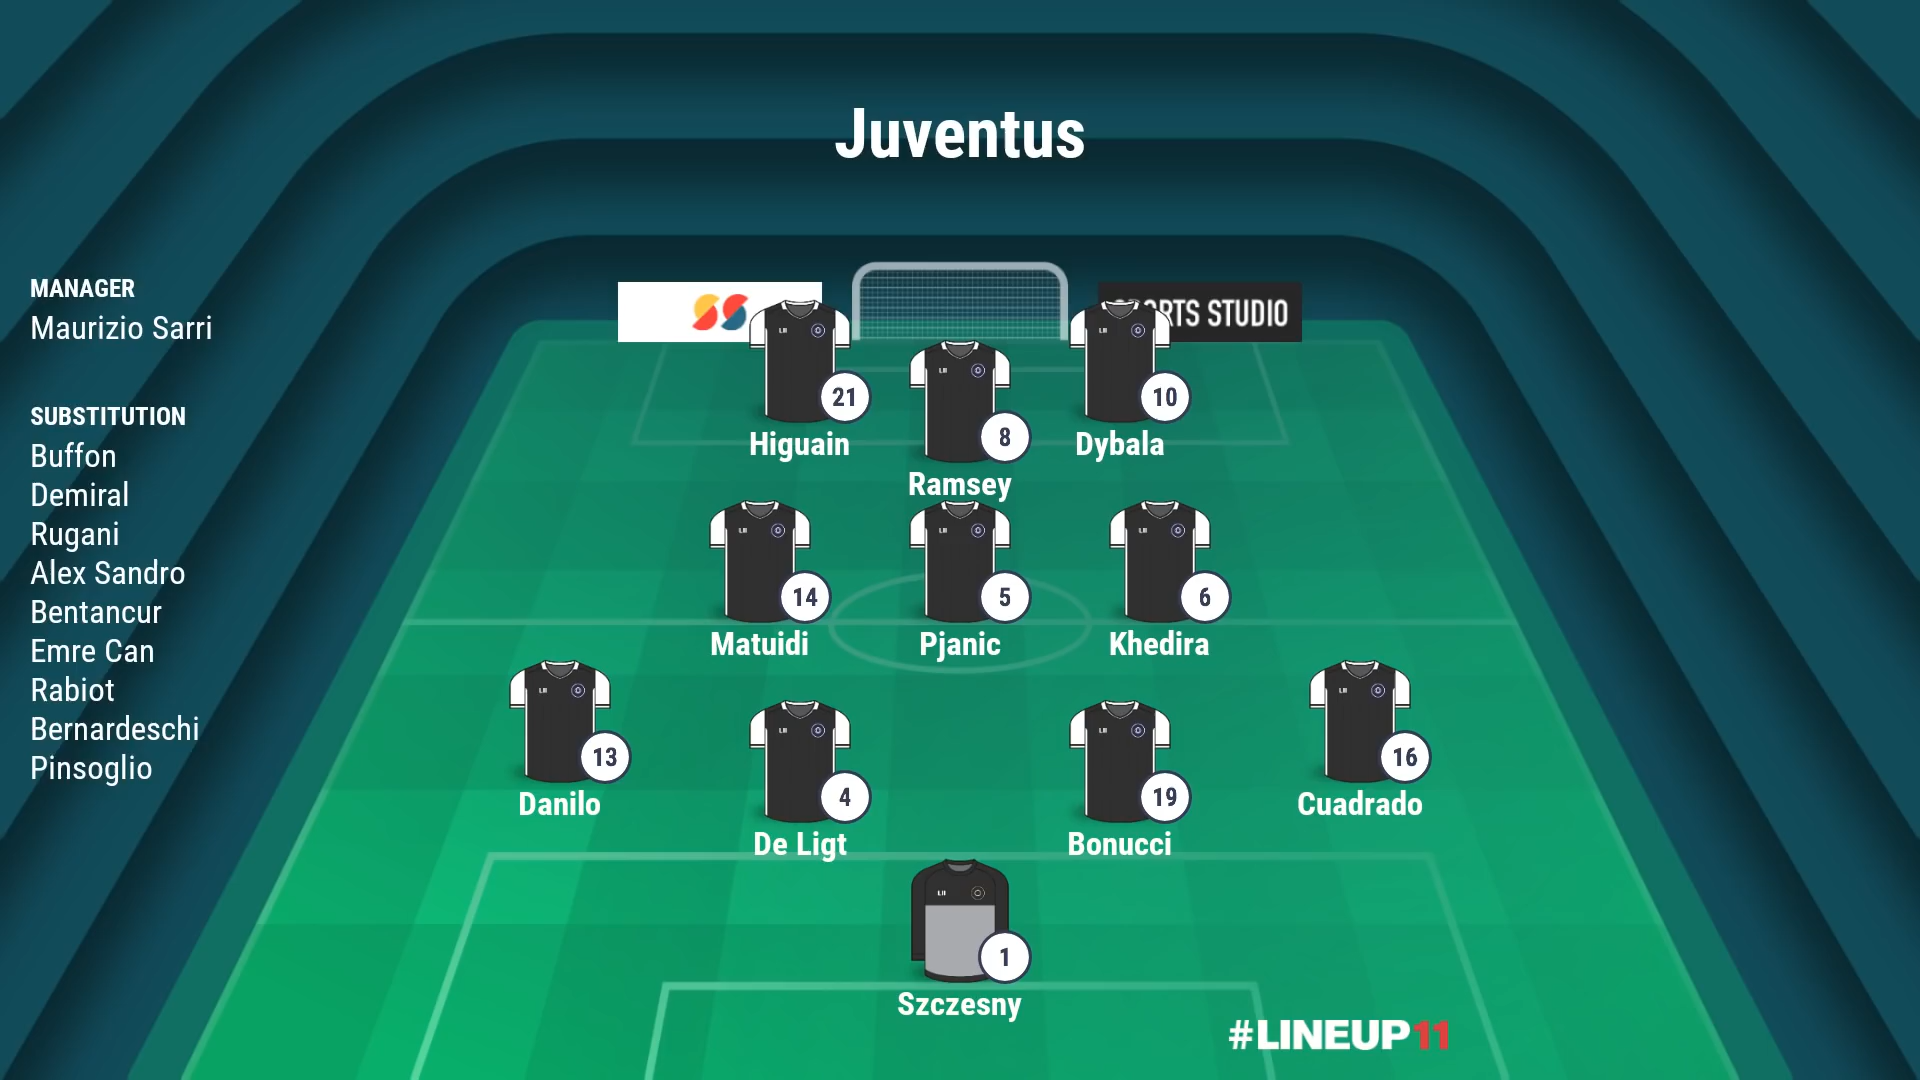 Juventus
MANAGER
Maurizio Sarri
SUBSTITUTION
Buffon
Demiral
Rugani
Alex Sandro
Bentancur
Emre Can
Rabiot
Bernardeschi
Pinsoglio
RTS STUDIO
21
Higuain
8
Ramsey
10
Dybala
14
Matuidi
5
Pjanic
6
Khedira
13
Danilo
4
De Ligt
19
Bonucci
16
Cuadrado
1
Szczesny
#LINEUP11